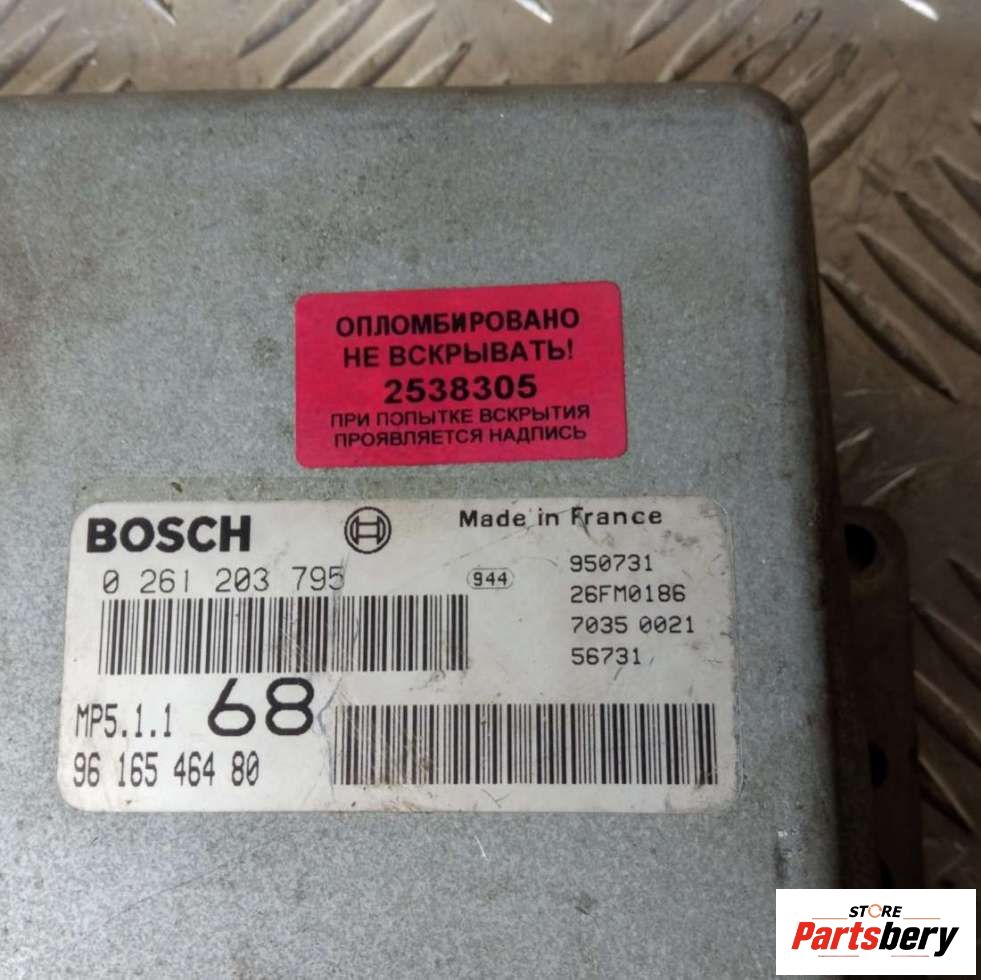 ОПЛОМБИРОВАНО
НЕ ВСКРЫВАТЬ!
2538305
ПРИ ПОПЫТКЕ ВСКРЫТИЯ
ПРОЯВЛЯЕТСЯ НАДПИСЬ
BOSCH
Made in France
0 261 203 795
944
950731
26FM0186
7035 0021
56731
MP5.1.1 68
96 165 464 80
STORE
Partsbery